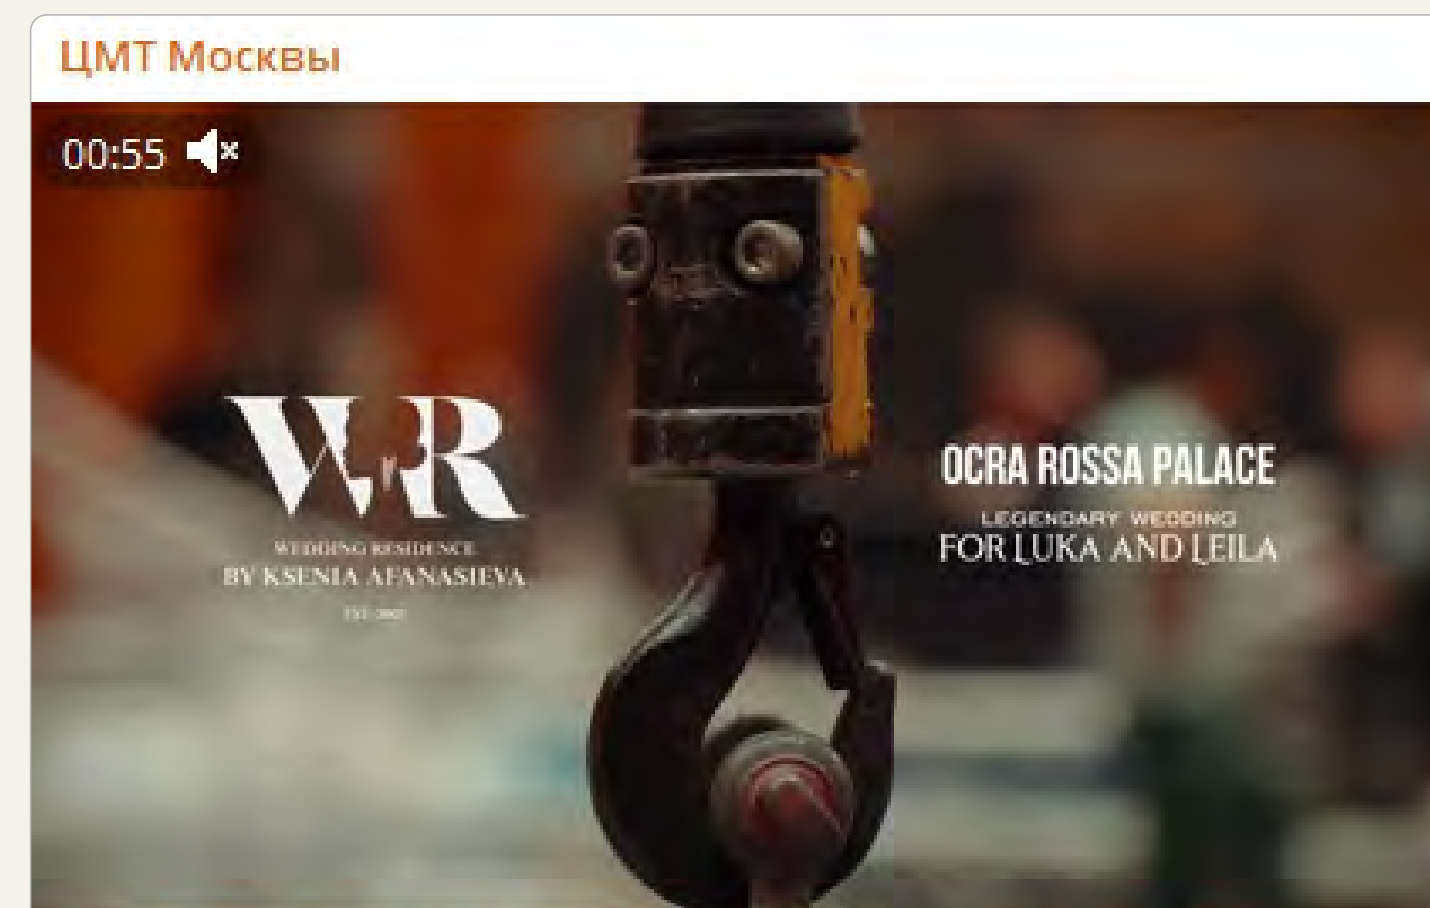 ЦМТ Москвы
00:55
WR
WEDDING RESIDENCE
BY KSENIA AFANASIEVA
OCRA ROSSA PALACE
LEGENDARY WEDDING
FOR LUKA AND LEILA